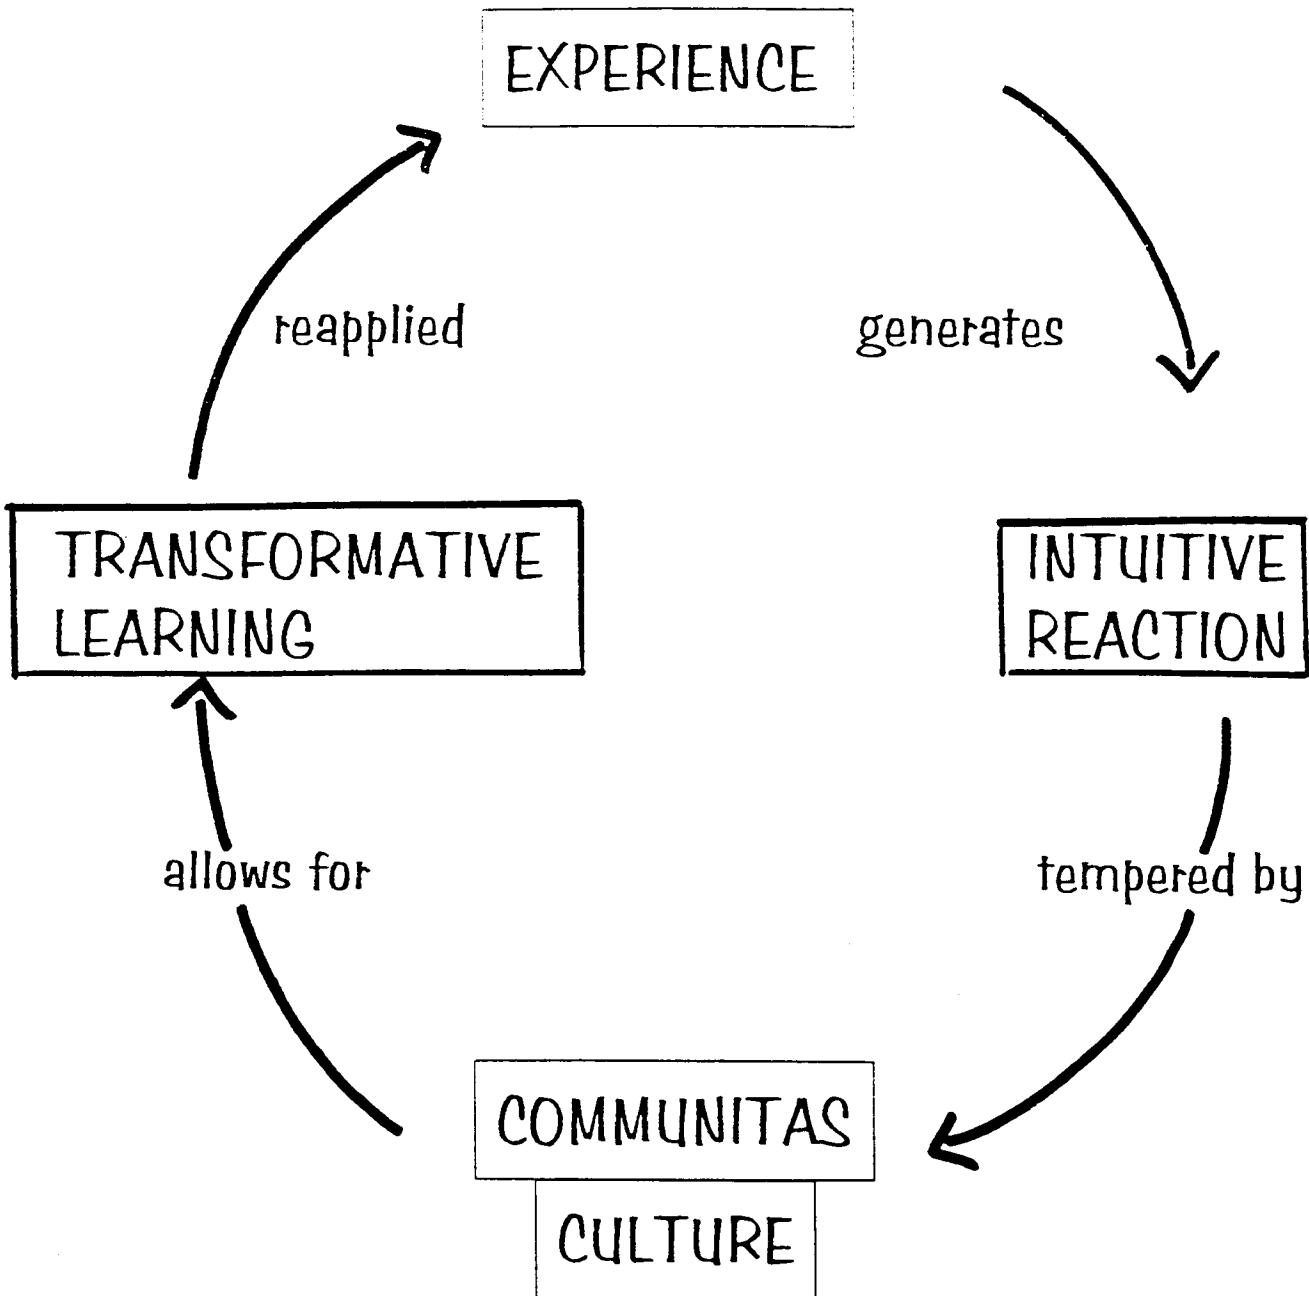 EXPERIENCE
reapplied
generates
TRANSFORMATIVE
LEARNING
INTUITIVE
REACTION
allows for
tempered by
COMMUNITAS
CULTURE